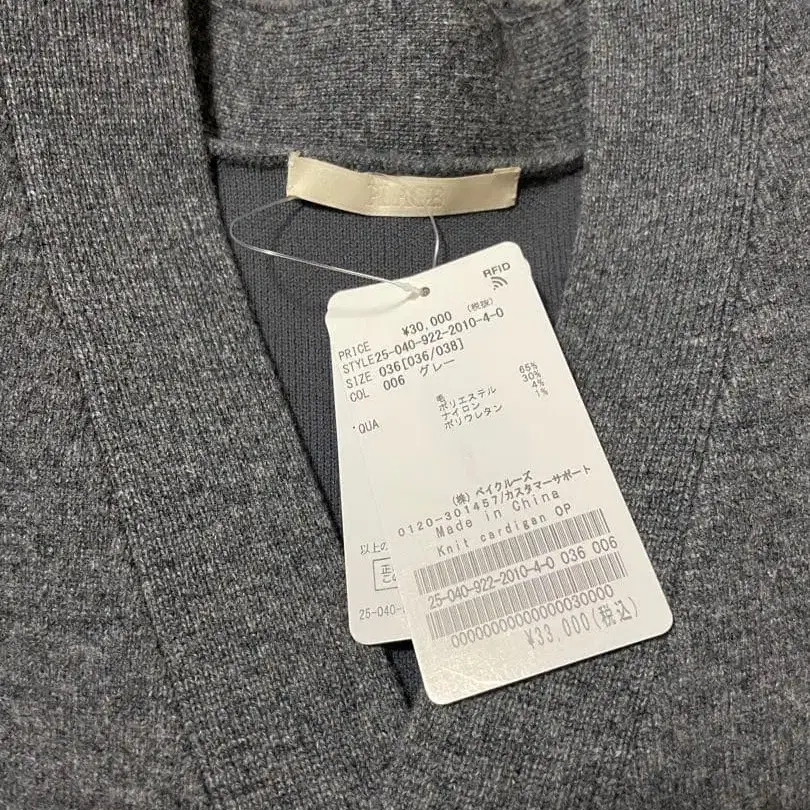 PLAGE
RFID
PRICE ¥30,000 (税抜)
STYLE25-040-922-2010-4-0
SIZE 036[036/038]
COL 006 グレー
・QUA 毛 65%
ポリエステル 30%
ナイロン 4%
ポリウレタン 1%
(株) ベイクルーズ
0120-301457/カスタマーサポート
Made in China
Knit cardigan OP
25-040-922-2010-4-0 036 006
0000000000000000030000
¥33,000(税込)
以上の
正
この
25-040-